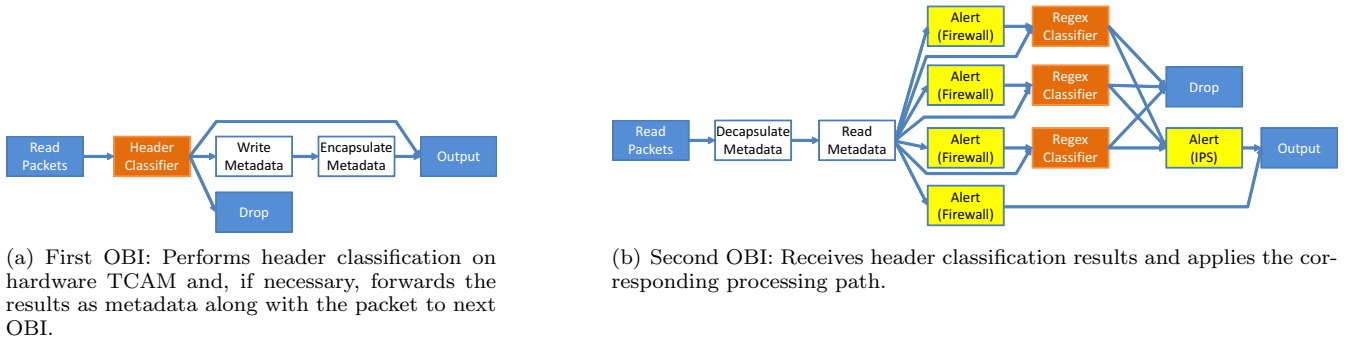 Read
Packets
Header
Classifier
Write
Metadata
Encapsulate
Metadata
Output
Drop
(a) First OBI: Performs header classification on
hardware TCAM and, if necessary, forwards the
results as metadata along with the packet to next
OBI.
Read
Packets
Decapsulate
Metadata
Read
Metadata
Alert
(Firewall)
Regex
Classifier
Alert
(Firewall)
Regex
Classifier
Drop
Alert
(Firewall)
Regex
Classifier
Alert
(IPS)
Output
Alert
(Firewall)
(b) Second OBI: Receives header classification results and applies the cor-
responding processing path.